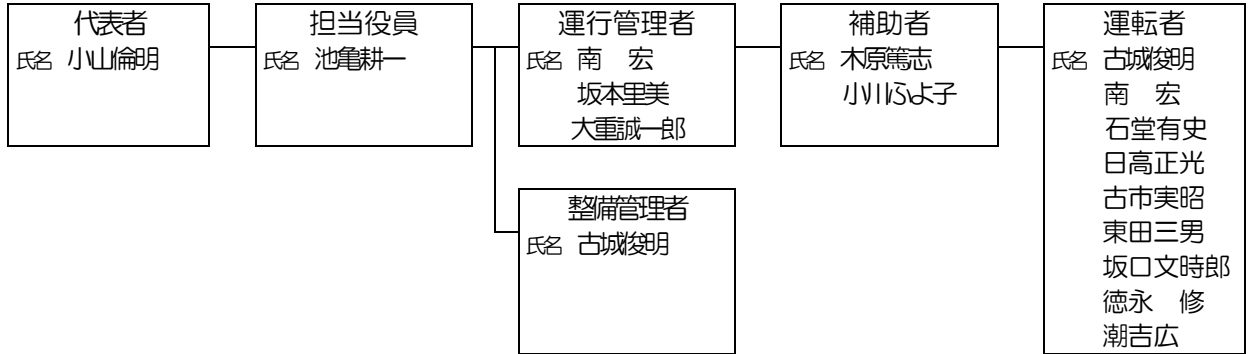 代表者
氏名 小山倫明
担当役員
氏名 池亀耕一
運行管理者
氏名 南　宏
坂本里美
大重誠一郎
補助者
氏名 木原篤志
小川ふよ子
運転者
氏名 古城俊明
南　宏
石堂有史
日高正光
古市実昭
東田三男
坂口文時郎
徳永　修
潮吉広
整備管理者
氏名 古城俊明